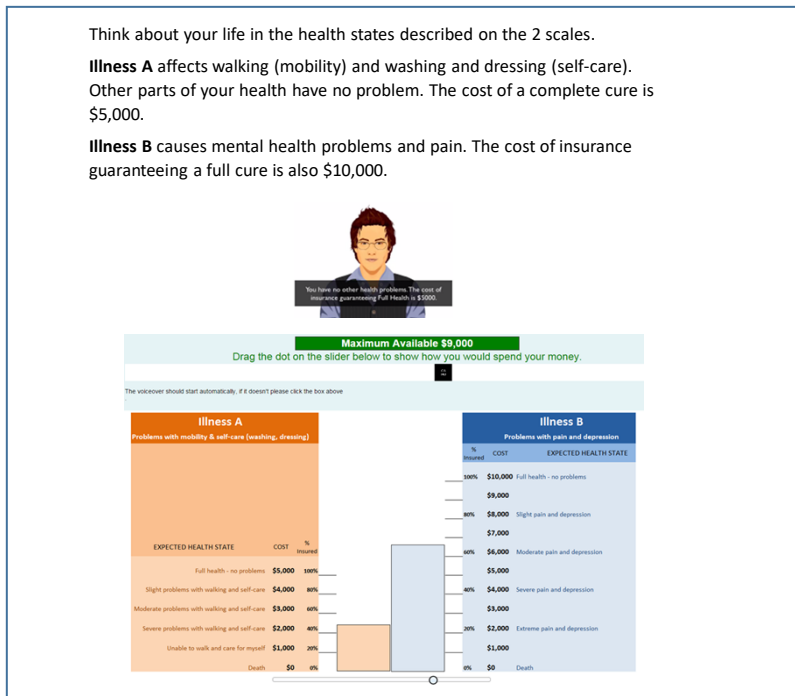 Think about your life in the health states described on the 2 scales.
Illness A affects walking (mobility) and washing and dressing (self-care).
Other parts of your health have no problem. The cost of a complete cure is
$5,000.
Illness B causes mental health problems and pain. The cost of insurance
guaranteeing a full cure is also $10,000.
You have no other health problems. The cost of
insurance guaranteeing Full Health is $5000.
Maximum Available $9,000
Drag the dot on the slider below to show how you would spend your money.
The voiceover should start automatically, if it doesn't please click the box above
Illness A
Problems with mobility & self-care (washing, dressing)
EXPECTED HEALTH STATE COST % Insured
Full health - no problems $5,000 100%
Slight problems with walking and self-care $4,000 80%
Moderate problems with walking and self-care $3,000 60%
Severe problems with walking and self-care $2,000 40%
Unable to walk and care for myself $1,000 20%
Death $0 0%
Illness B
Problems with pain and depression
% Insured COST EXPECTED HEALTH STATE
100% $10,000 Full health - no problems
$9,000
80% $8,000 Slight pain and depression
$7,000
60% $6,000 Moderate pain and depression
$5,000
40% $4,000 Severe pain and depression
$3,000
20% $2,000 Extreme pain and depression
$1,000
0% $0 Death